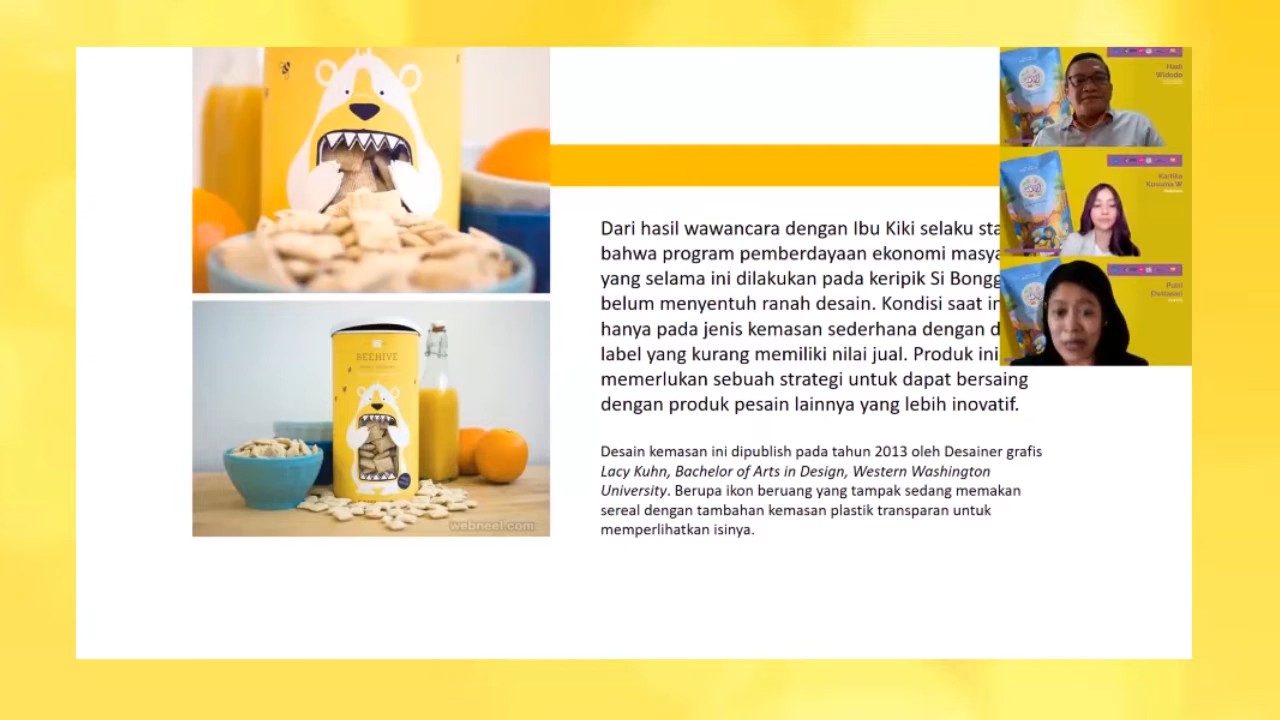 BEEHIVE
webneel.com
Dari hasil wawancara dengan Ibu Kiki selaku
bahwa program pemberdayaan ekonomi
yang selama ini dilakukan pada keripik Si
belum menyentuh ranah desain. Kondisi saat
hanya pada jenis kemasan sederhana dengan
label yang kurang memiliki nilai jual. Produk ini
memerlukan sebuah strategi untuk dapat bersaing
dengan produk pesain lainnya yang lebih inovatif.
Desain kemasan ini dipublish pada tahun 2013 oleh Desainer grafis
Lacy Kuhn, Bachelor of Arts in Design, Western Washington
University. Berupa ikon beruang yang tampak sedang memakan
sereal dengan tambahan kemasan plastik transparan untuk
memperlihatkan isinya.
Hadi
Widodo
Kartika
Kusuma W
Putri
Dwitasari